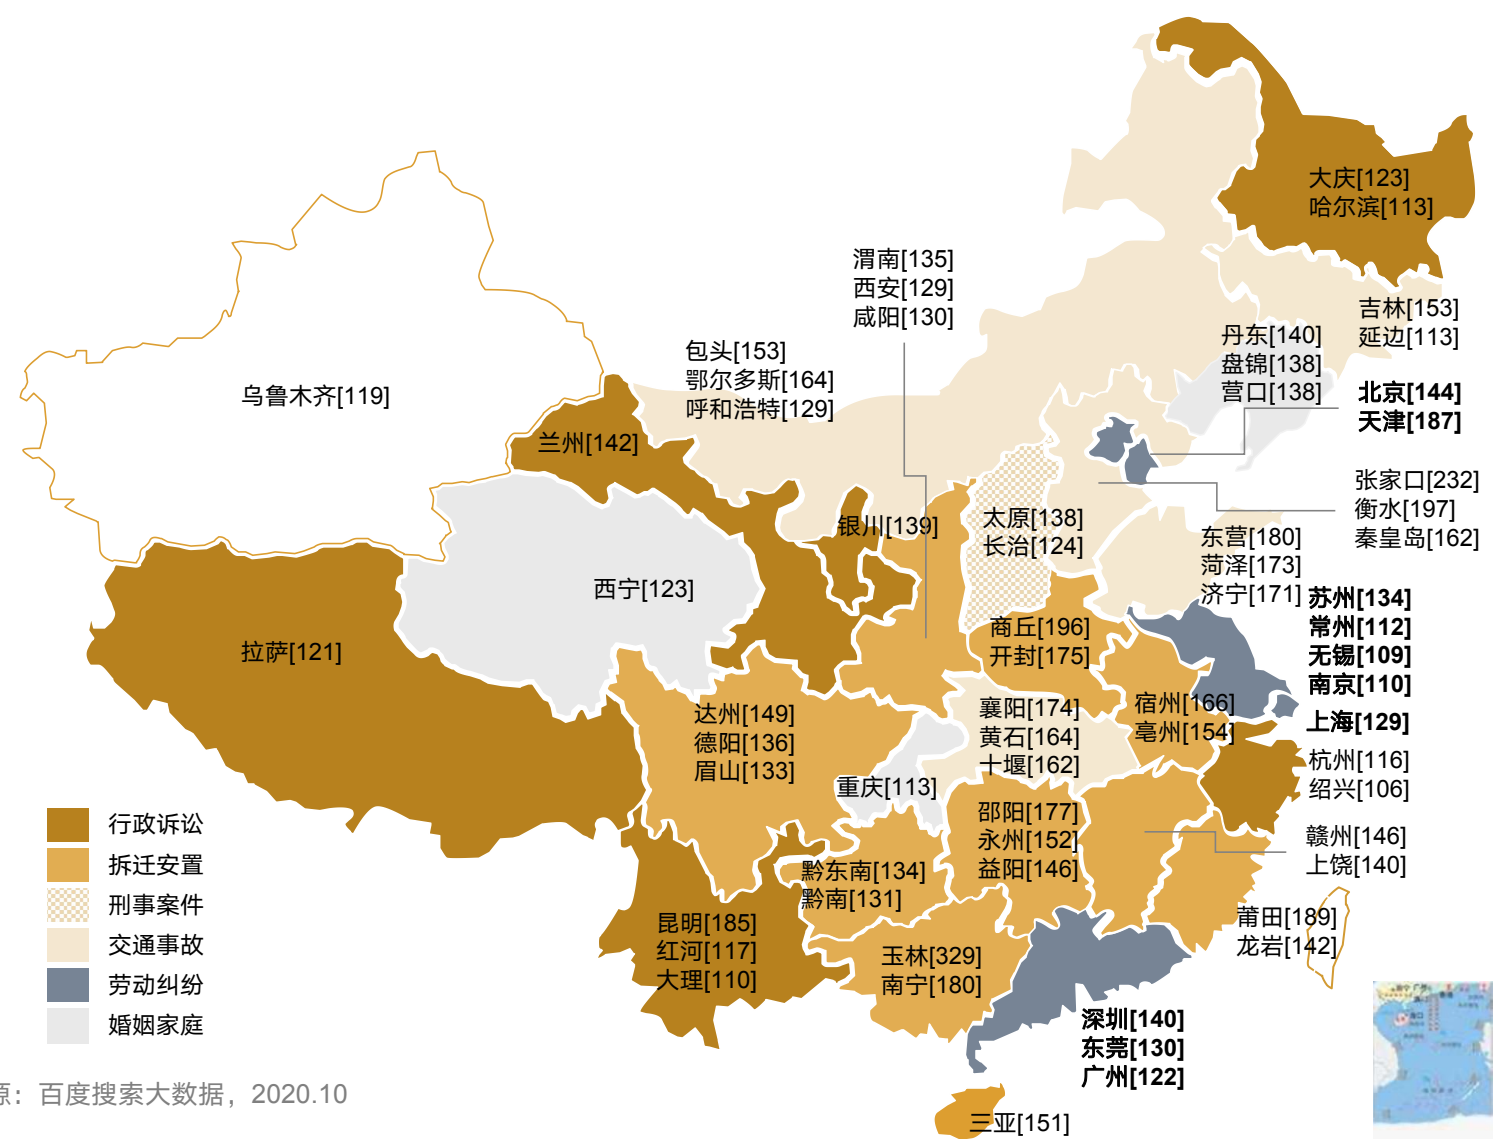 大庆[123]
哈尔滨[113]
渭南[135]
西安[129]
咸阳[130]
吉林[153]
延边[113]
丹东[140]
盘锦[138]
营口[138]
包头[153]
鄂尔多斯[164]
呼和浩特[129]
北京[144]
天津[187]
乌鲁木齐[119]
兰州[142]
张家口[232]
衡水[197]
秦皇岛[162]
银川[139]
太原[138]
长治[124]
东营[180]
菏泽[173]
济宁[171]
西宁[123]
苏州[134]
常州[112]
无锡[109]
南京[110]
拉萨[121]
商丘[196]
开封[175]
达州[149]
德阳[136]
眉山[133]
襄阳[174]
黄石[164]
十堰[162]
宿州[166]
亳州[154]
上海[129]
杭州[116]
绍兴[106]
重庆[113]
邵阳[177]
永州[152]
益阳[146]
赣州[146]
上饶[140]
黔东南[134]
黔南[131]
昆明[185]
红河[117]
大理[110]
莆田[189]
龙岩[142]
玉林[329]
南宁[180]
深圳[140]
东莞[130]
广州[122]
三亚[151]
行政诉讼
拆迁安置
刑事案件
交通事故
劳动纠纷
婚姻家庭
源：百度搜索大数据，2020.10